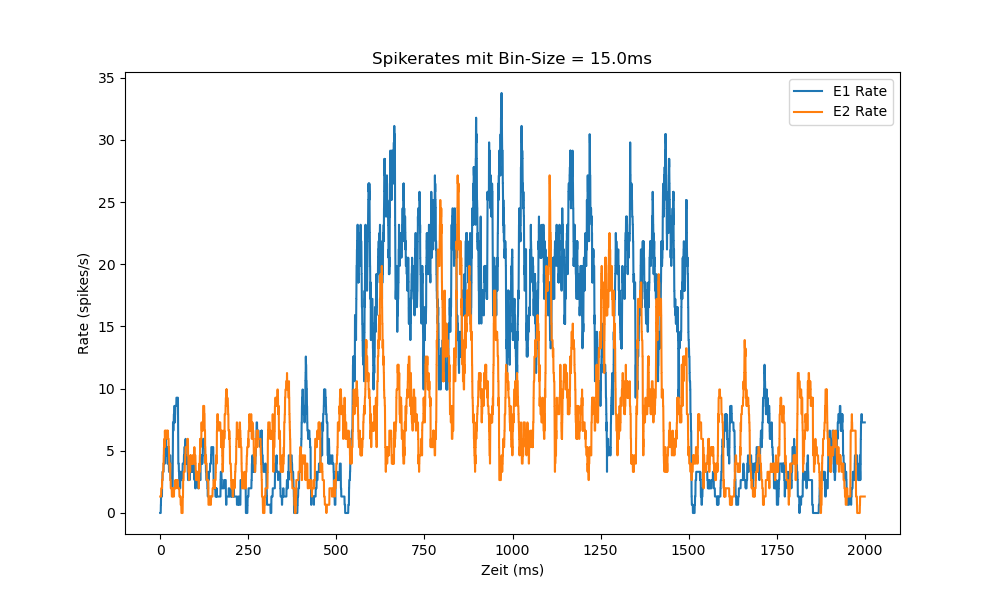 Spikerates mit Bin-Size = 15.0ms
E1 Rate
E2 Rate
Rate (spikes/s)
35
30
25
20
15
10
5
0
0 250 500 750 1000 1250 1500 1750 2000
Zeit (ms)